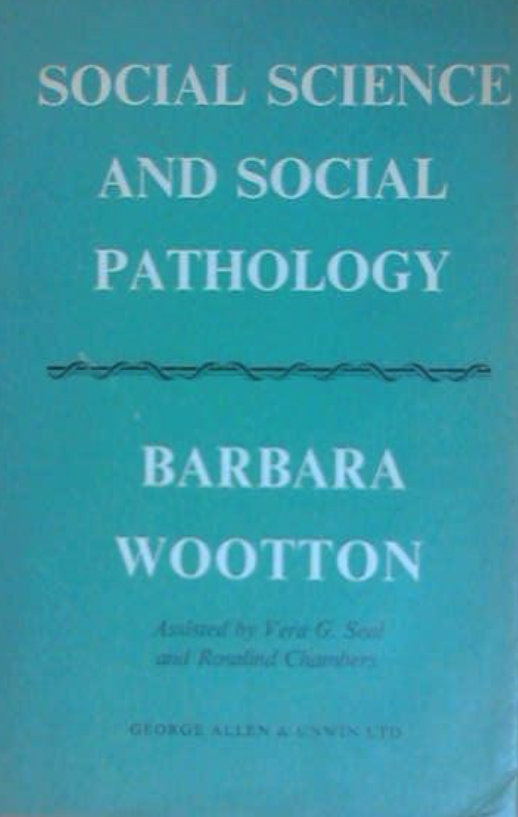 SOCIAL SCIENCE
AND SOCIAL
PATHOLOGY
BARBARA
WOOTTON
Assisted by Vera G. Seal
and Rosalind Chambers
GEORGE ALLEN & UNWIN LTD